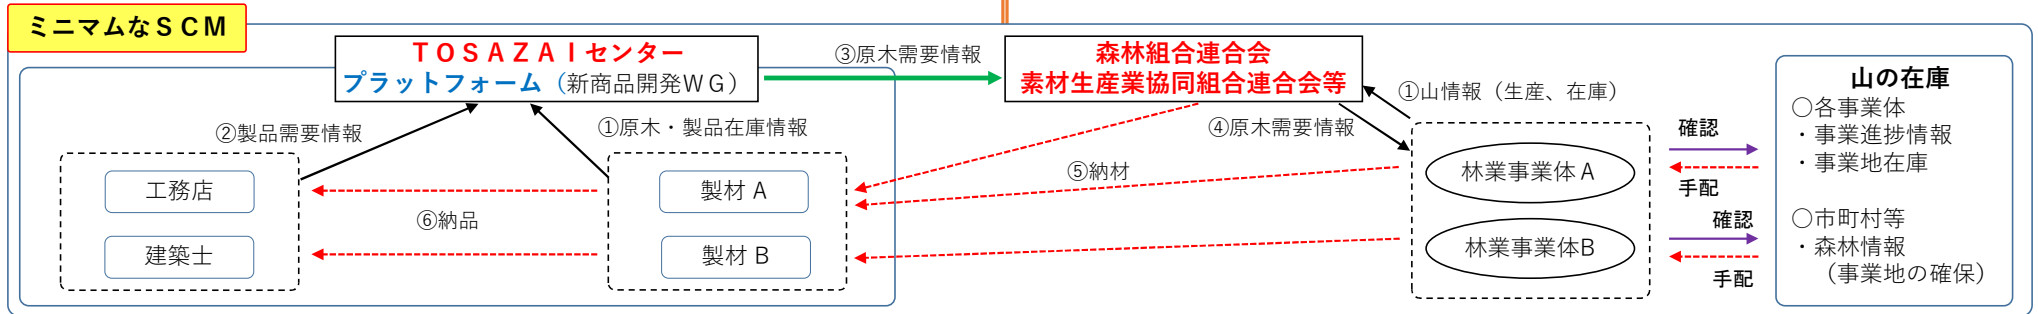 ミニマムなＳＣＭ
ＴＯＳＡＺＡＩセンター
プラットフォーム（新商品開発ＷＧ）
③原木需要情報
森林組合連合会
素材生産業協同組合連合会等
①山情報（生産、在庫）
山の在庫
○各事業体
・事業進捗情報
・事業地在庫
○市町村等
・森林情報
（事業地の確保）
②製品需要情報
①原木・製品在庫情報
④原木需要情報
確認
手配
確認
手配
工務店
建築士
⑥納品
製材Ａ
製材Ｂ
⑤納材
林業事業体Ａ
林業事業体B